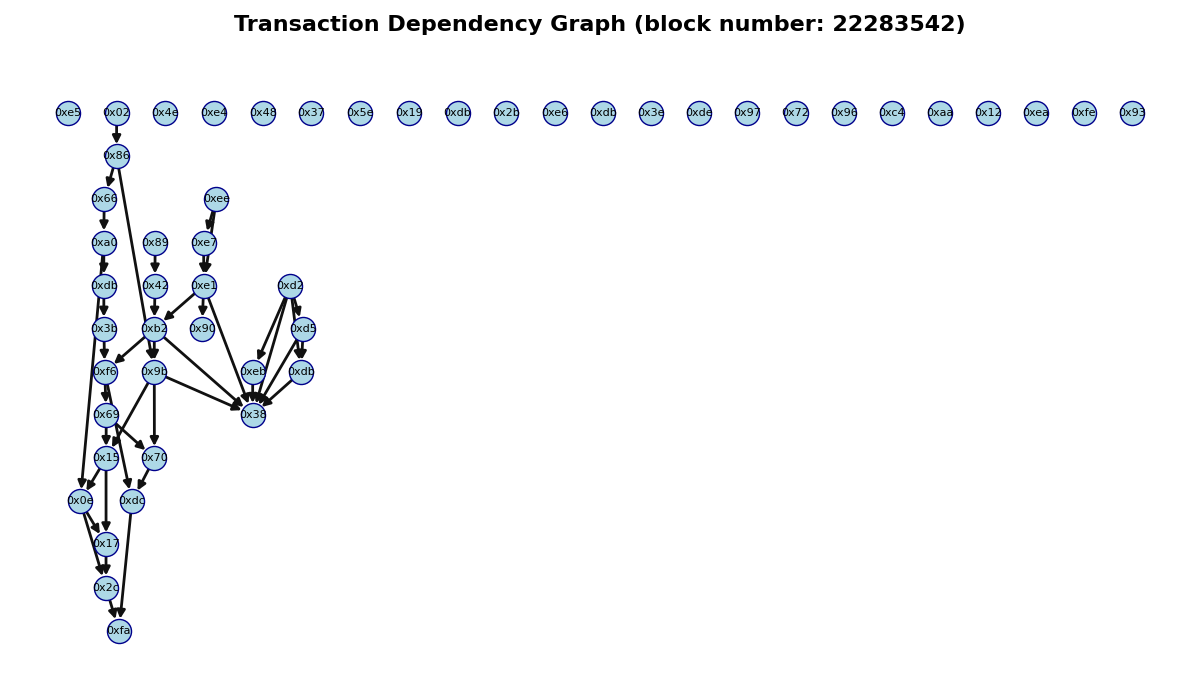 Transaction Dependency Graph (block number: 22283542)
0xe5 0x02 0x4e 0xe4 0x48 0x37 0x5e 0x19 0xdb 0x2b 0xe6 0xdb 0x3e 0xde 0x97 0x72 0x96 0xc4 0xaa 0x12 0xea 0xfe 0x93
0x86
0x66 0xee
0xa0 0x89 0xe7
0xdb 0x42 0xe1 0xd2
0x3b 0xb2 0x90 0xd5
0xf6 0x9b 0xeb 0xdb
0x69 0x38
0x15 0x70
0x0e 0xdc
0x17
0x2c
0xfa